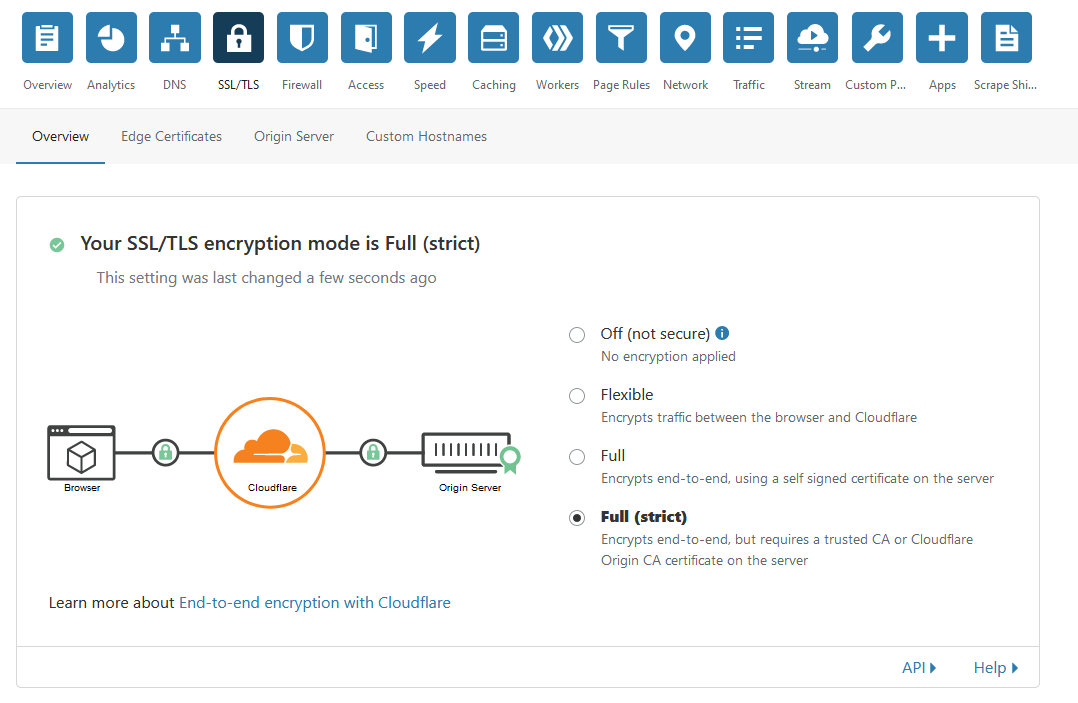 Overview Analytics DNS SSL/TLS Firewall Access Speed Caching Workers Page Rules Network Traffic Stream Custom P... Apps Scrape Shi...
Overview Edge Certificates Origin Server Custom Hostnames
Your SSL/TLS encryption mode is Full (strict)
This setting was last changed a few seconds ago
Browser
Cloudflare
Origin Server
Off (not secure)
No encryption applied
Flexible
Encrypts traffic between the browser and Cloudflare
Full
Encrypts end-to-end, using a self signed certificate on the server
Full (strict)
Encrypts end-to-end, but requires a trusted CA or Cloudflare
Origin CA certificate on the server
Learn more about End-to-end encryption with Cloudflare
API Help